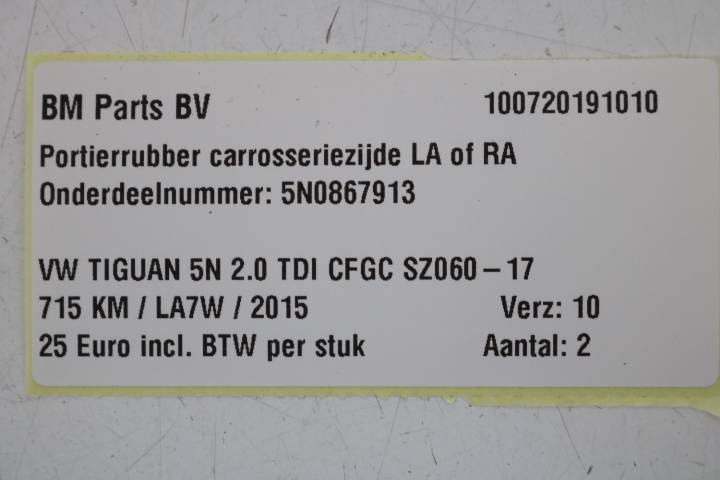 BM Parts BV 100720191010
Portierrubber carrosseriezijde LA of RA
Onderdeelnummer: 5N0867913
VW TIGUAN 5N 2.0 TDI CFGC SZ060 – 17
715 KM / LA7W / 2015 Verz: 10
25 Euro incl. BTW per stuk Aantal: 2